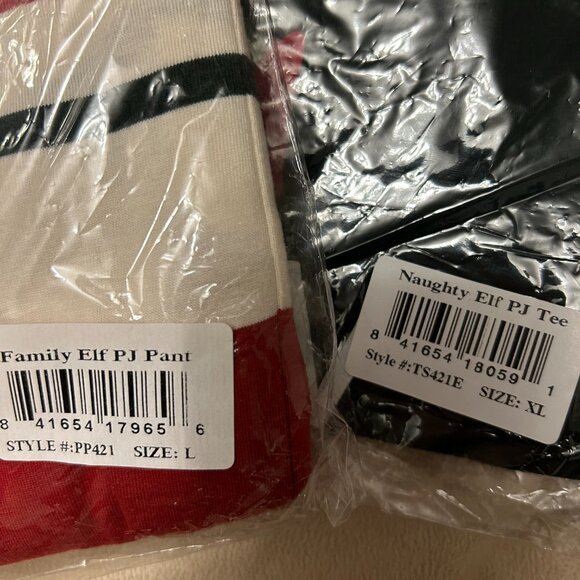 Family Elf PJ Pant
8 41654 17965 6
STYLE #:PP421 SIZE: L
Naughty Elf PJ Tee
8 41654 18059 1
Style #:TS421E SIZE: XL